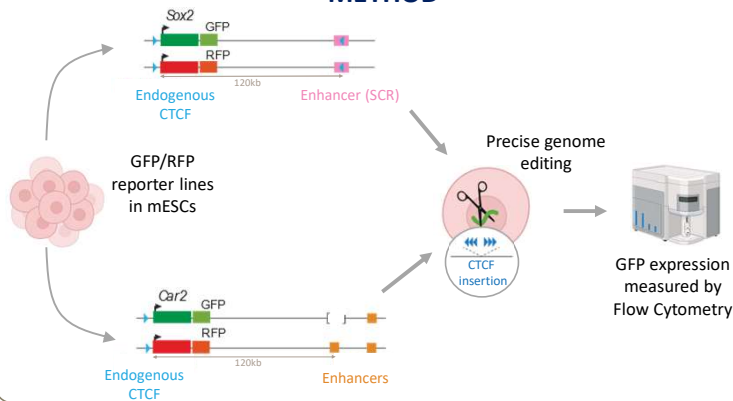 METHOD
Sox2
GFP
RFP
120kb
Endogenous
CTCF
Enhancer (SCR)
GFP/RFP
reporter lines
in mESCs
Precise genome
editing
CTCF
insertion
GFP expression
measured by
Flow Cytometry
Car2
GFP
RFP
120kb
Endogenous
CTCF
Enhancers